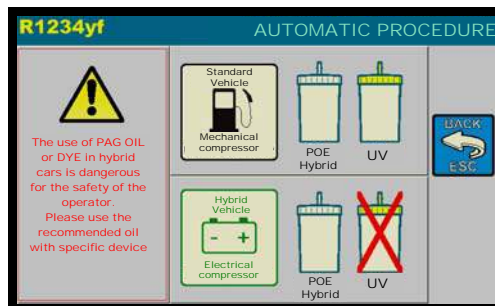 R1234yf
AUTOMATIC PROCEDURE
The use of PAG OIL
or DYE in hybrid
cars is dangerous
for the safety of the
operator.
Please use the
recommended oil
with specific device
Standard
Vehicle
Mechanical
compressor
POE
Hybrid
UV
Hybrid
Vehicle
- +
Electrical
compressor
POE
Hybrid
UV
BACK
ESC